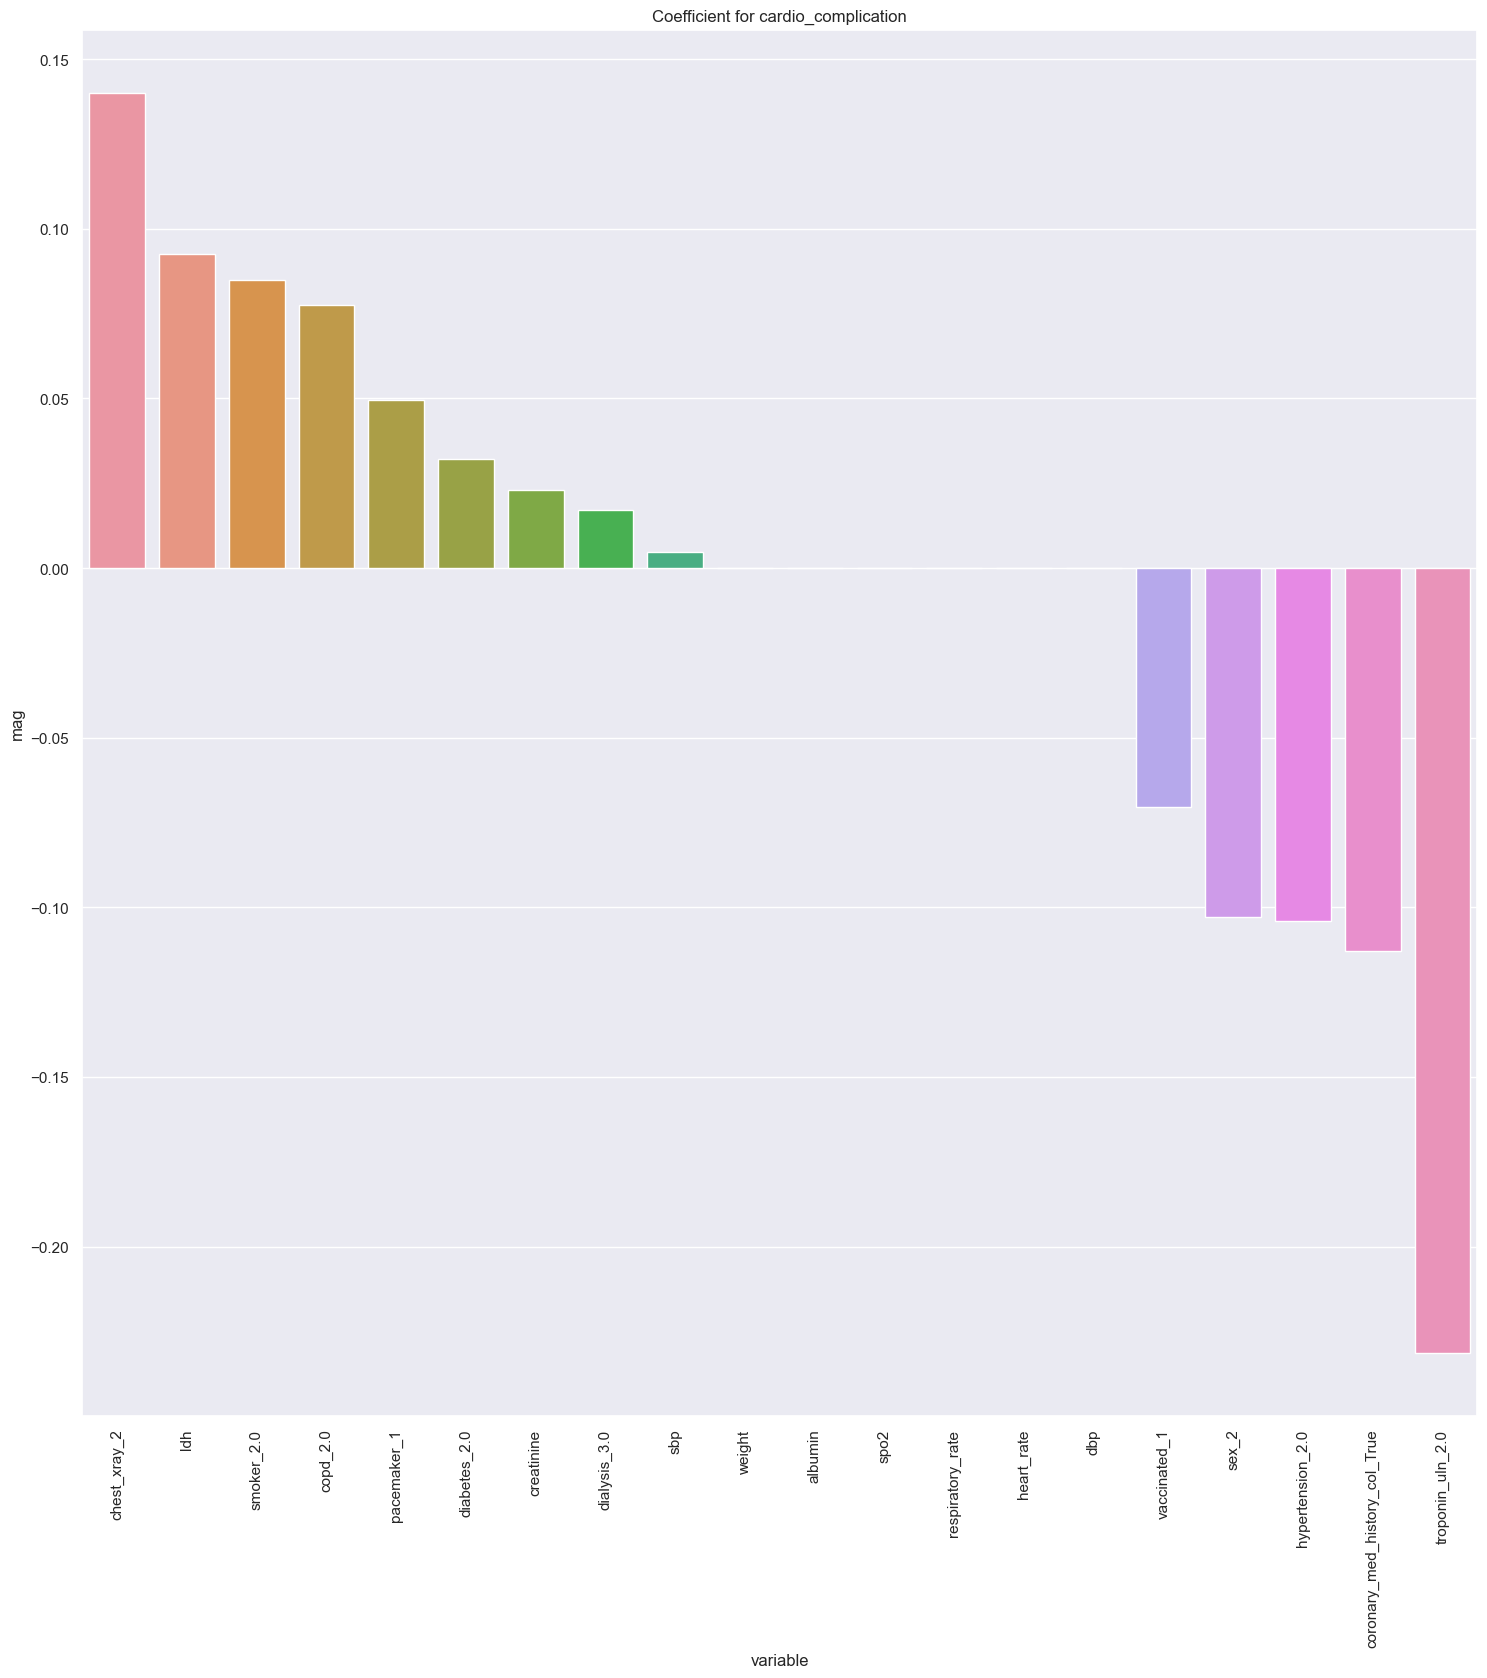 Coefficient for cardio_complication
0.15
0.10
0.05
0.00
−0.05
−0.10
−0.15
−0.20
mag
chest_xray_2
ldh
smoker_2.0
copd_2.0
pacemaker_1
diabetes_2.0
creatinine
dialysis_3.0
sbp
weight
albumin
spo2
respiratory_rate
heart_rate
dbp
vaccinated_1
sex_2
hypertension_2.0
coronary_med_history_col_True
troponin_uln_2.0
variable